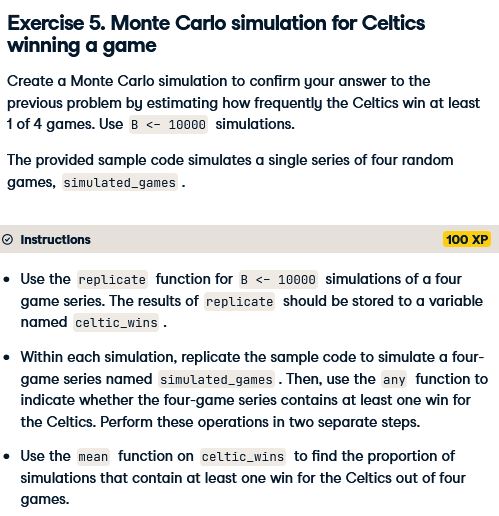 Exercise 5. Monte Carlo simulation for Celtics
winning a game
Create a Monte Carlo simulation to confirm your answer to the
previous problem by estimating how frequently the Celtics win at least
1 of 4 games. Use B <- 10000 simulations.
The provided sample code simulates a single series of four random
games, simulated_games .
Instructions
100 XP
• Use the replicate function for B <- 10000 simulations of a four
game series. The results of replicate should be stored to a variable
named celtic_wins .
• Within each simulation, replicate the sample code to simulate a four-
game series named simulated_games . Then, use the any function to
indicate whether the four-game series contains at least one win for
the Celtics. Perform these operations in two separate steps.
• Use the mean function on celtic_wins to find the proportion of
simulations that contain at least one win for the Celtics out of four
games.